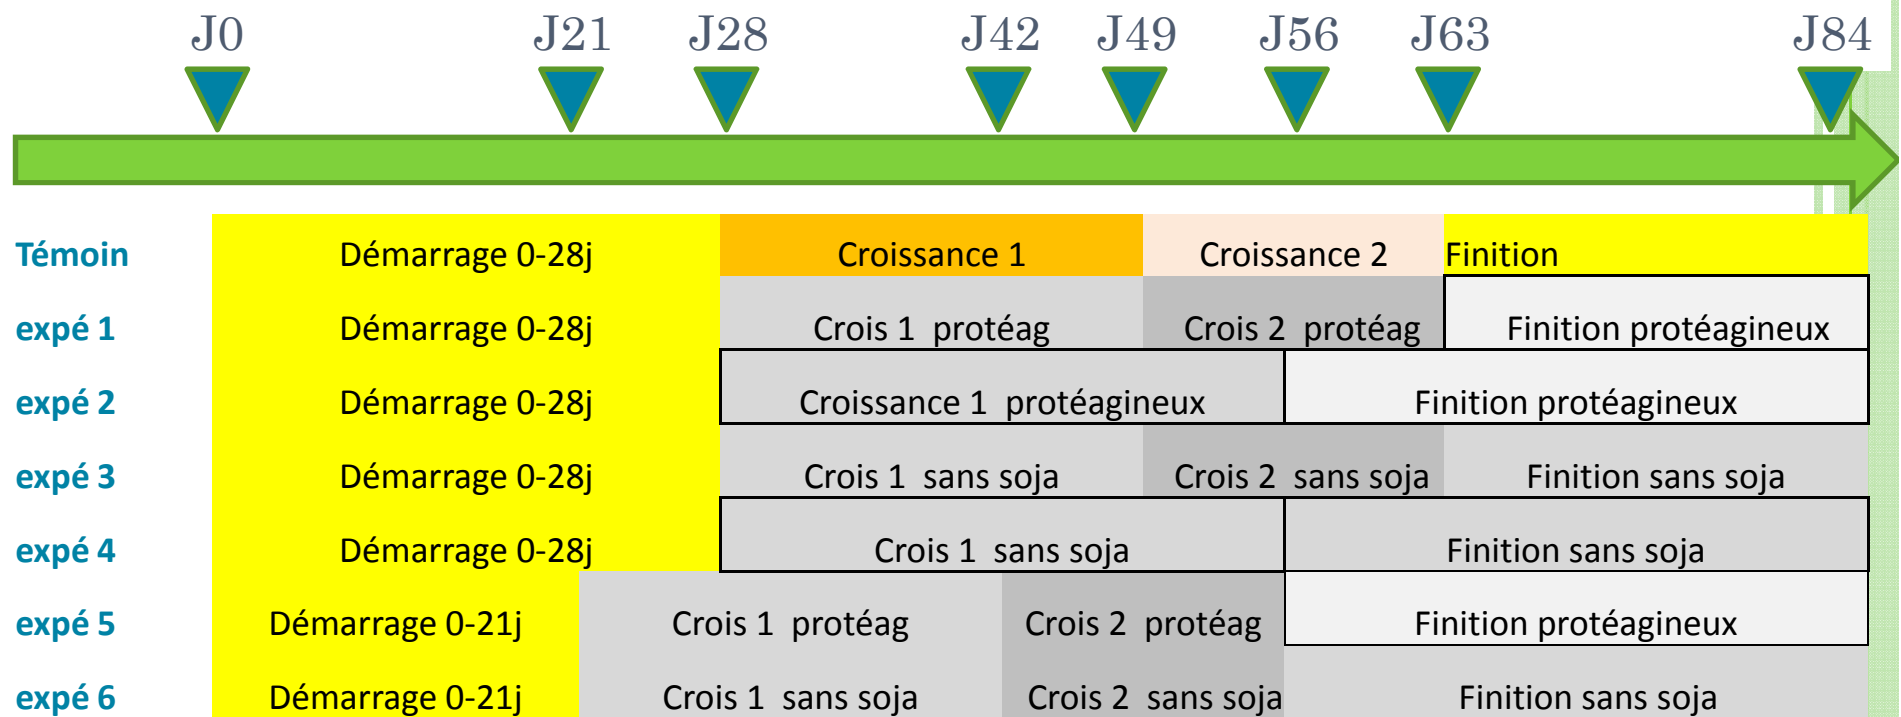 J0 J21 J28 J42 J49 J56 J63 J84
Témoin Démarrage 0-28j Croissance 1 Croissance 2 Finition
expé 1 Démarrage 0-28j Crois 1 protéag Crois 2 protéag Finition protéagineux
expé 2 Démarrage 0-28j Croissance 1 protéagineux Finition protéagineux
expé 3 Démarrage 0-28j Crois 1 sans soja Crois 2 sans soja Finition sans soja
expé 4 Démarrage 0-28j Crois 1 sans soja Finition sans soja
expé 5 Démarrage 0-21j Crois 1 protéag Crois 2 protéag Finition protéagineux
expé 6 Démarrage 0-21j Crois 1 sans soja Crois 2 sans soja Finition sans soja